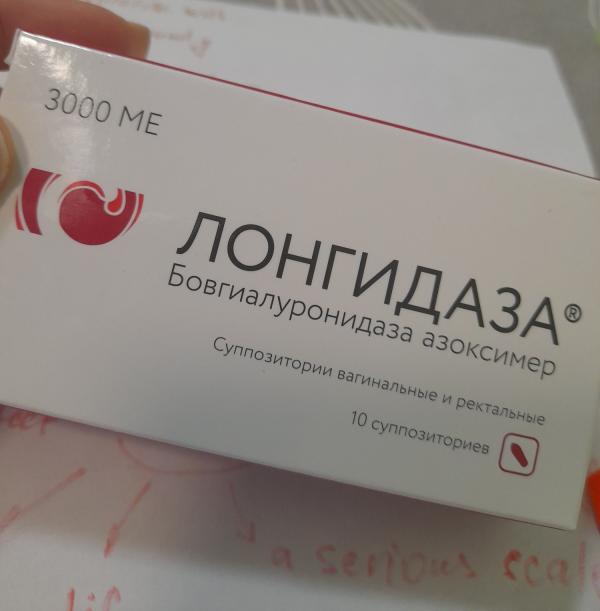 3000 МЕ
ЛОНГИДАЗА®
Бовгиалуронидаза азоксимер
Суппозитории вагинальные и ректальные
10 суппозиториев
a serious scal